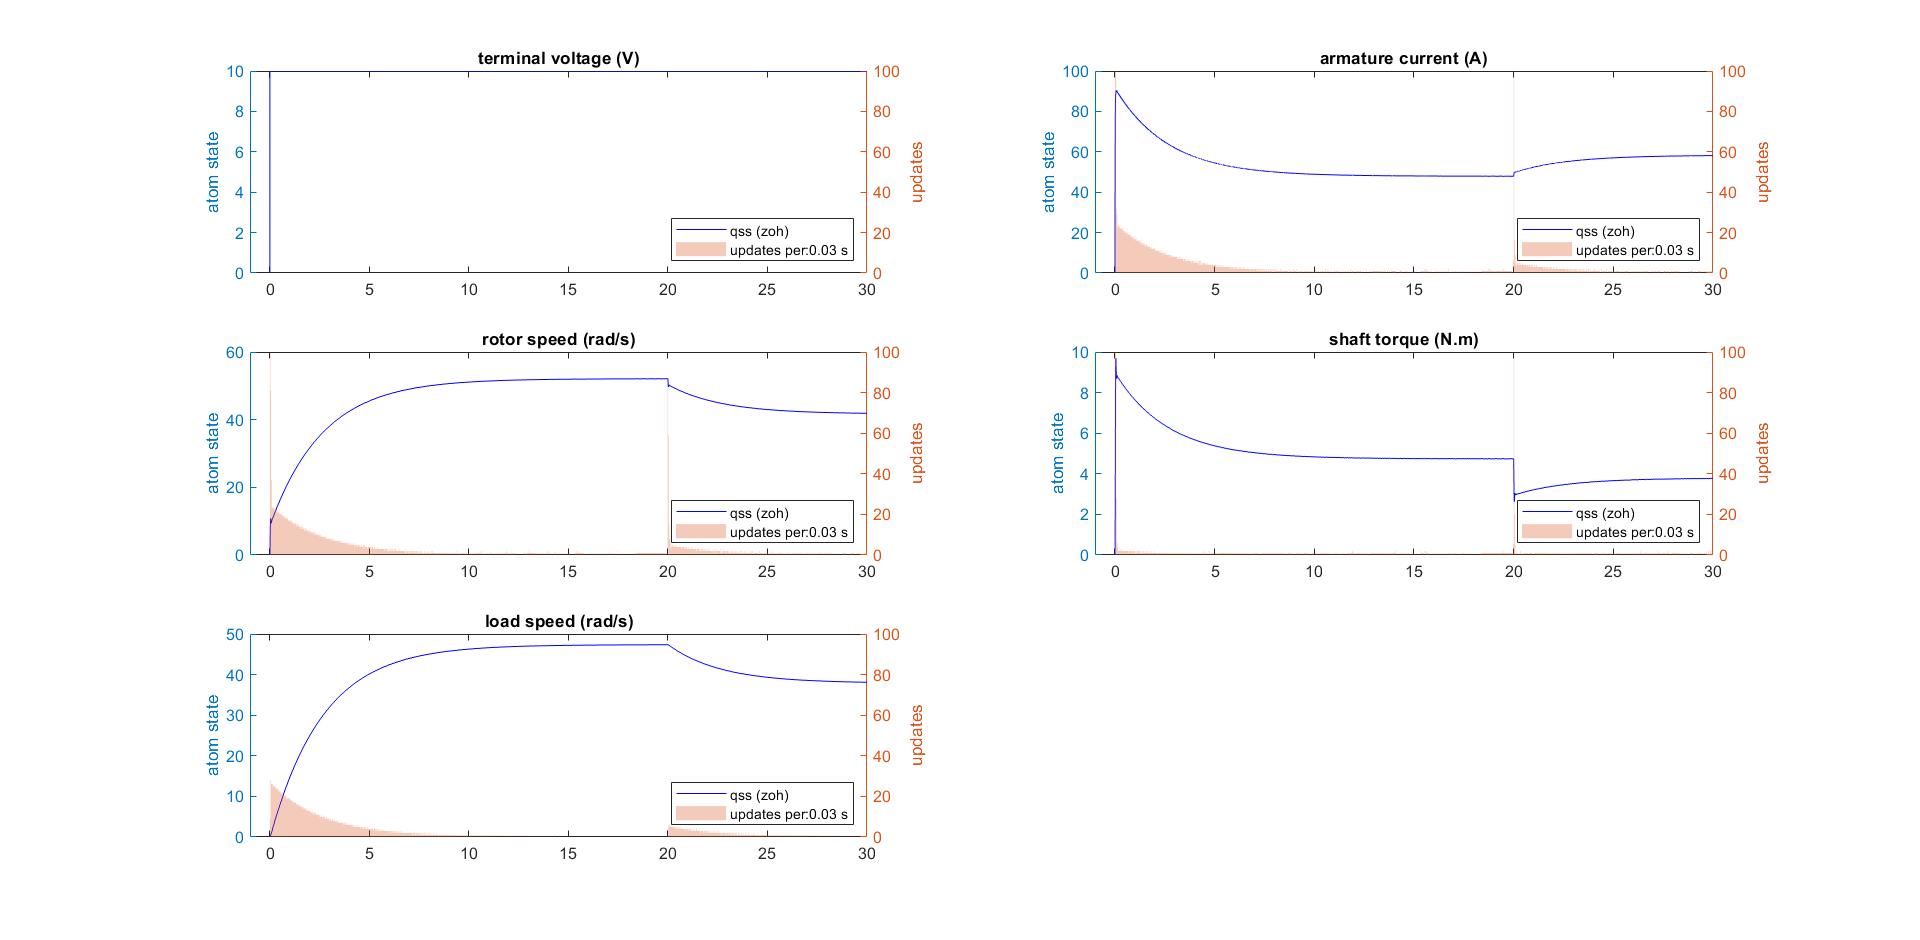 terminal voltage (V)
10
8
6
4
2
0
atom state
100
80
60
40
20
0
updates
qss (zoh)
updates per:0.03 s
0 5 10 15 20 25 30
armature current (A)
100
80
60
40
20
0
atom state
100
80
60
40
20
0
updates
qss (zoh)
updates per:0.03 s
0 5 10 15 20 25 30
rotor speed (rad/s)
60
40
20
0
atom state
100
80
60
40
20
0
updates
qss (zoh)
updates per:0.03 s
0 5 10 15 20 25 30
shaft torque (N.m)
10
8
6
4
2
0
atom state
100
80
60
40
20
0
updates
qss (zoh)
updates per:0.03 s
0 5 10 15 20 25 30
load speed (rad/s)
50
40
30
20
10
0
atom state
100
80
60
40
20
0
updates
qss (zoh)
updates per:0.03 s
0 5 10 15 20 25 30